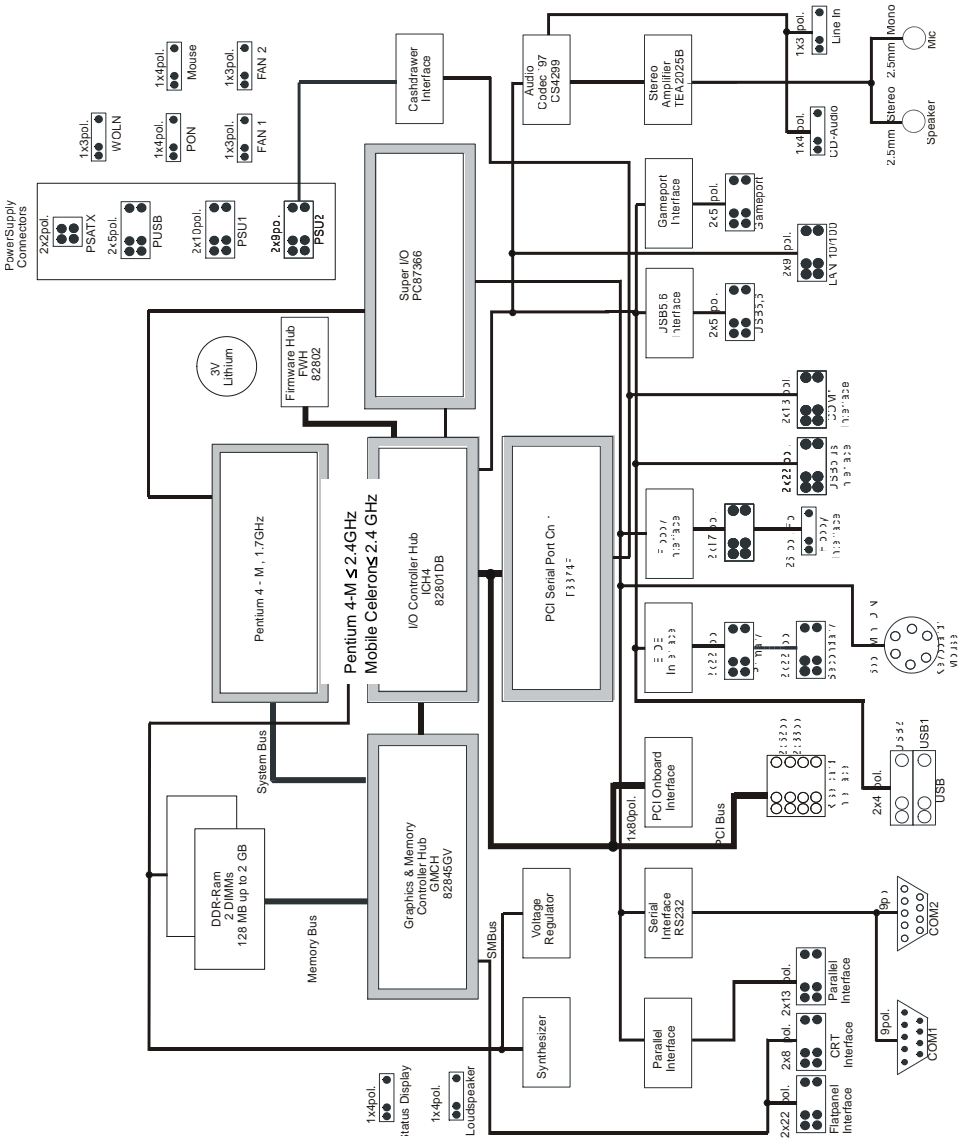 PowerSupply
Connectors
2x2pol.
PSATX
2x5pol.
PUSB
2x10pol.
PSU1
2x9po.
PSU2
1x3pol.
WOLN
1x4pol.
Mouse
1x4pol.
PON
1x3pol.
FAN 2
1x3pol.
FAN 1
Cashdrawer
Interface
Audio
Codec '97
CS4299
Stereo
Amplifier
TEA2025B
1x3 pol.
Line In
1x4 pol.
CD-Audio
2.5mm Mono
Mic
2.5mm Stereo
Speaker
3V
Lithium
Firmware Hub
FWH
82802
Super I/O
PC87366
Gameport
Interface
2x5 pol.
Gameport
2x9 pol.
LAN 10/100
JSB5,6
Interface
2x5 pol.
JSB5,6
Pentium 4 - M , 1.7GHz
Pentium 4-M ≤ 2.4GHz
Mobile Celeron≤ 2.4 GHz
I/O Controller Hub
ICH4
82801DB
PCI Serial Port
System Bus
DDR-Ram
2 DIMMs
128 MB up to 2 GB
Memory Bus
Graphics & Memory
Controller Hub
GMCH
82845GV
SMBus
Voltage
Regulator
Synthesizer
1x4pol.
Status Display
1x4pol.
Loudspeaker
PCI Onboard
Interface
1x80pol.
PCI Bus
2x4 pol.
USB1
USB
Serial
Interface
RS232
9pol.
COM1
COM2
Parallel
Interface
2x13 pol.
Parallel
Interface
2x8 pol.
CRT
Interface
2x22 pol.
Flatpanel
Interface